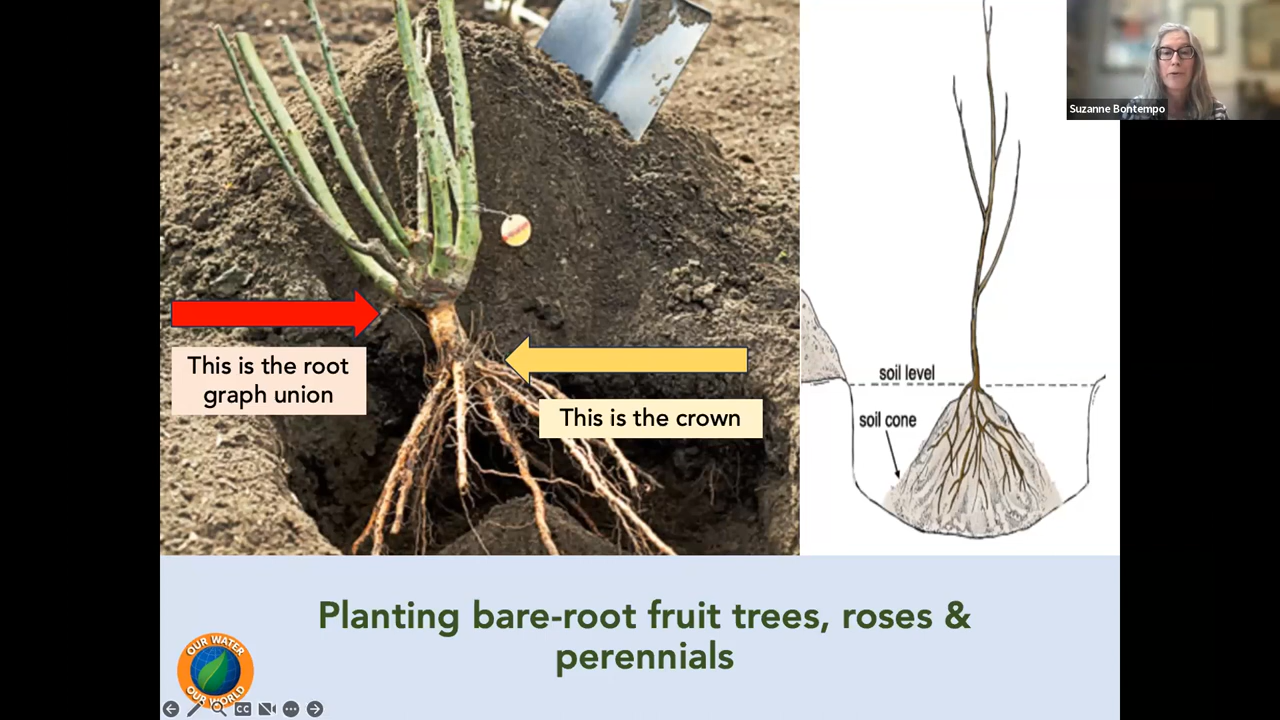 Suzanne Bontempo
This is the root
graph union
This is the crown
soil level
soil cone
Planting bare-root fruit trees, roses &
perennials
OUR WATER
OUR WORLD
CC